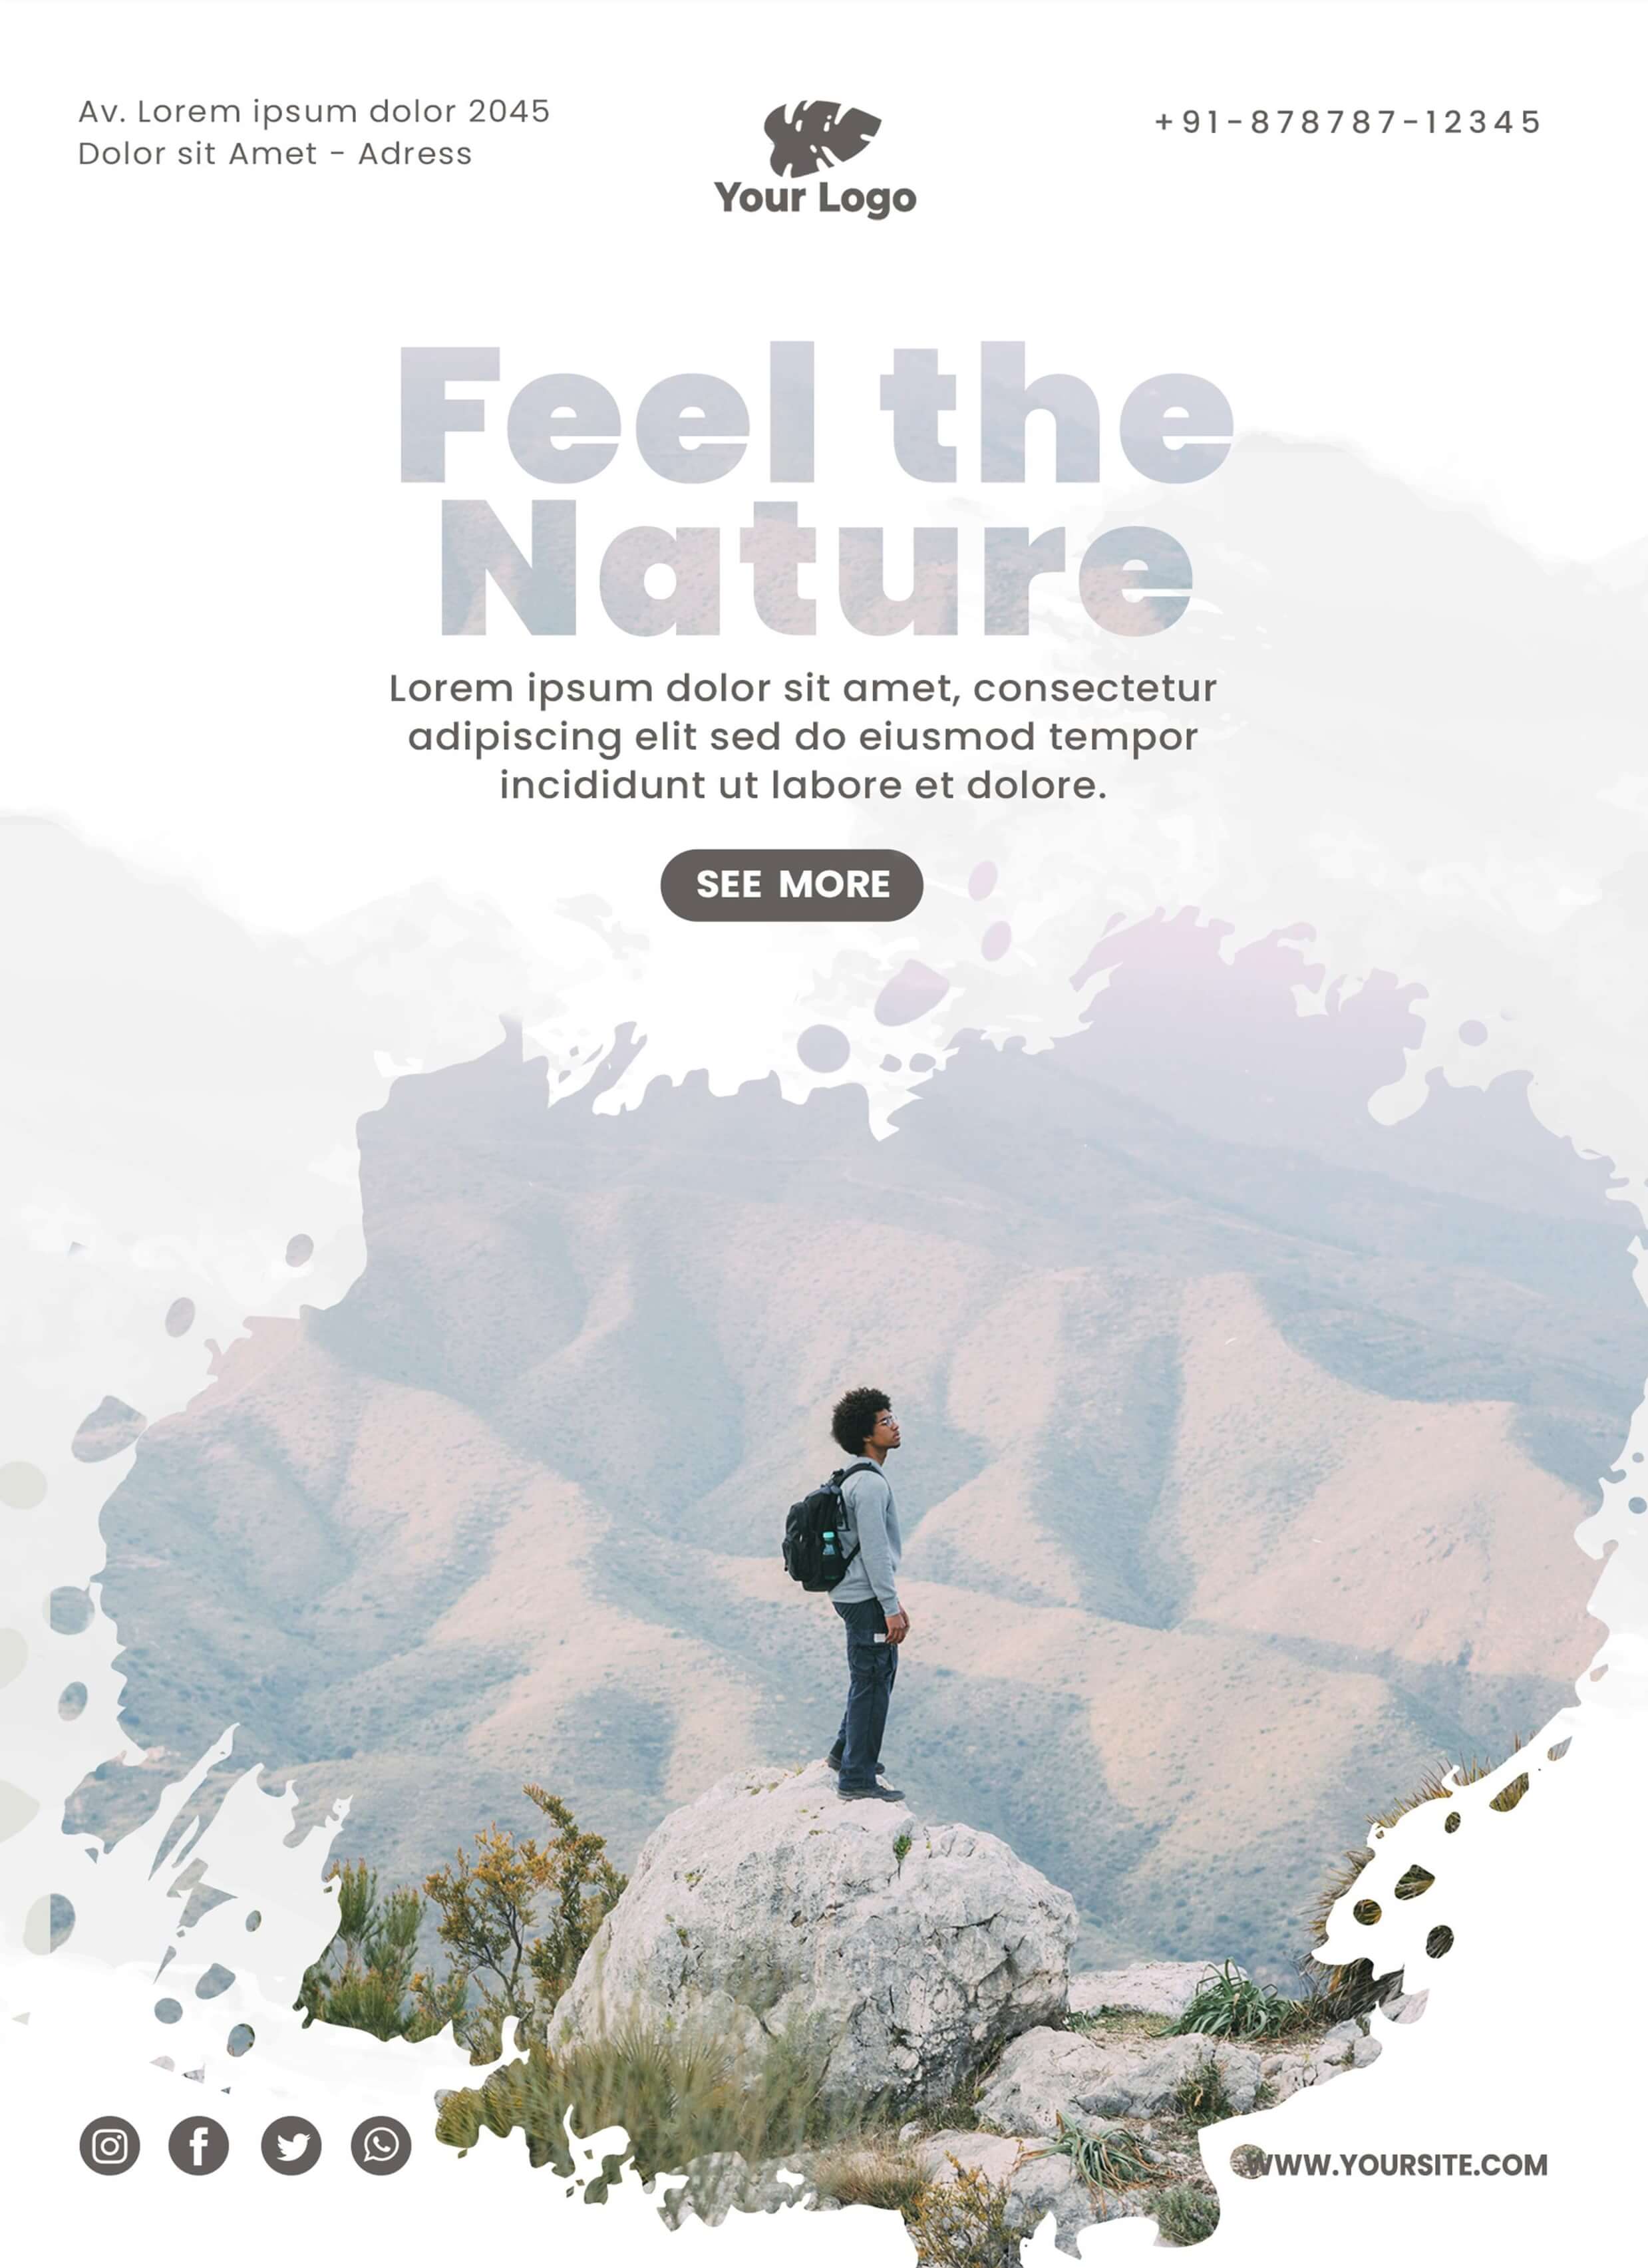 Av. Lorem ipsum dolor 2045
Dolor sit Amet - Adress
Your Logo
+91-878787-12345
Feel the
Nature
Lorem ipsum dolor sit amet, consectetur
adipiscing elit sed do eiusmod tempor
incididunt ut labore et dolore.
SEE MORE
WWW.YOURSITE.COM